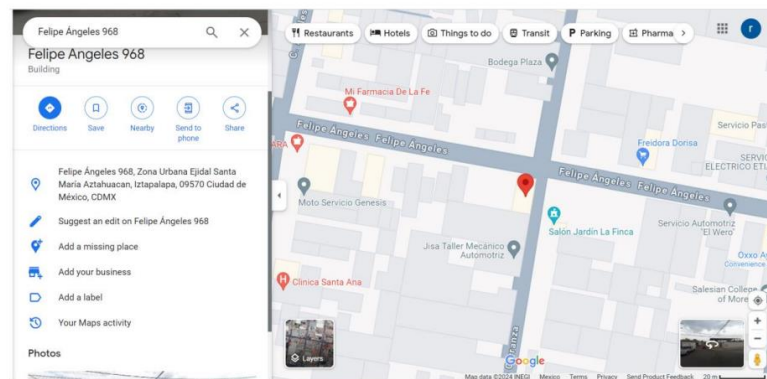 Felipe Ángeles 968
Felipe Angeles 968
Building
Directions
Save
Nearby
Send to
phone
Share
Felipe Ángeles 968, Zona Urbana Ejidal Santa
María Aztahuacan, Iztapalapa, 09570 Ciudad de
México, CDMX
Suggest an edit on Felipe Ángeles 968
Add a missing place
Add your business
Add a label
Your Maps activity
Photos
Restaurants
Hotels
Things to do
Transit
P Parking
Pharma
r
Bodega Plaza
Mi Farmacia De La Fe
Felipe Ángeles Felipe Ángeles
ARA
Servicio Pas
Freidora Dorisa
SERVI
ELECTRICO ETI
Felipe Ángeles Felipe Ángeles
Moto Servicio Genesis
Salón Jardín La Finca
Servicio Automotriz
"El Wero"
Jisa Taller Mecánico
Automotriz
Oxxo A
Convenience
H
Clinica Santa Ana
Salesian College
of More
Layers
Google
Map data ©2024 INEGI
Mexico
Terms
Privacy
Send Product Feedback
20 m